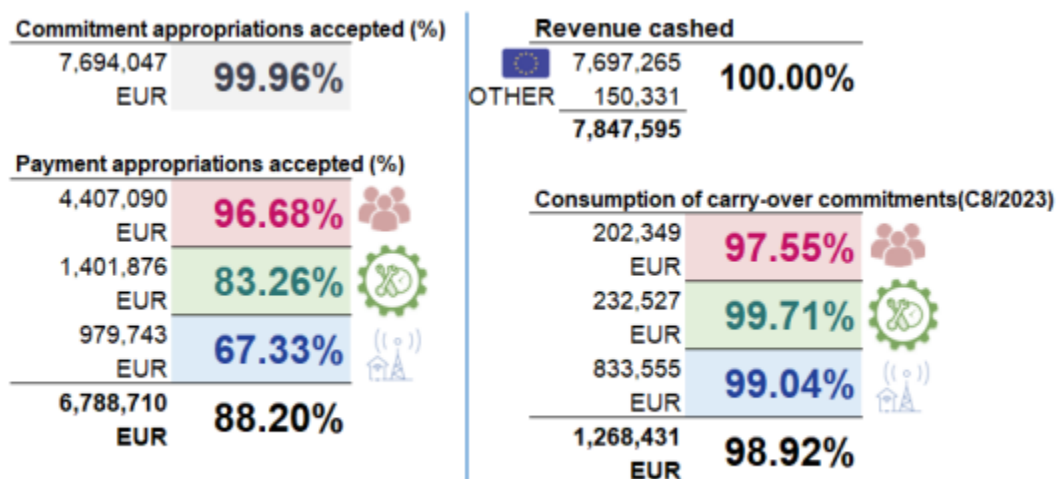 Commitment appropriations accepted (%)
7,694,047
EUR
99.96%
Payment appropriations accepted (%)
4,407,090
EUR
96.68%
1,401,876
EUR
83.26%
979,743
EUR
67.33%
6,788,710
EUR
88.20%
Revenue cashed
7,697,265
OTHER 150,331
7,847,595
100.00%
Consumption of carry-over commitments(C8/2023)
202,349
EUR
97.55%
232,527
EUR
99.71%
833,555
EUR
99.04%
1,268,431
EUR
98.92%